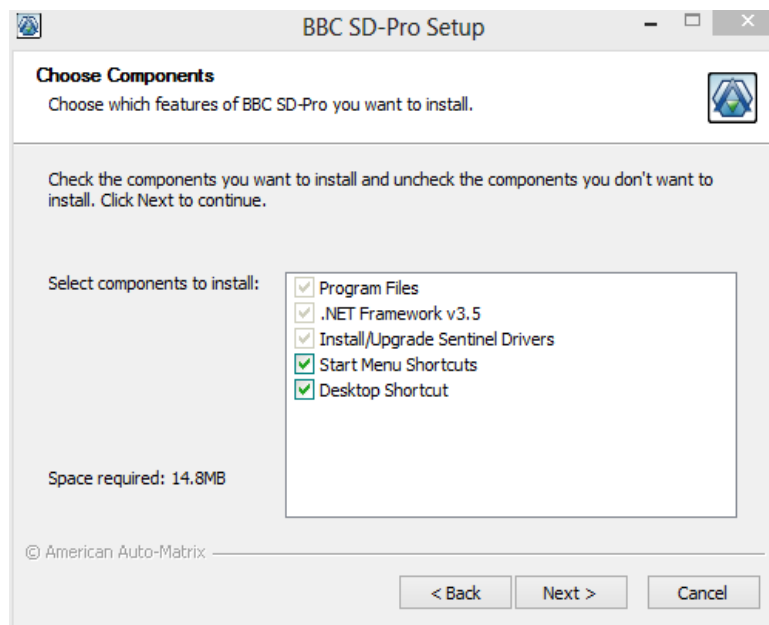 BBC SD-Pro Setup
Choose Components
Choose which features of BBC SD-Pro you want to install.
Check the components you want to install and uncheck the components you don't want to
install. Click Next to continue.
Select components to install:
Program Files
.NET Framework v3.5
Install/Upgrade Sentinel Drivers
Start Menu Shortcuts
Desktop Shortcut
Space required: 14.8MB
© American Auto-Matrix
< Back
Next >
Cancel